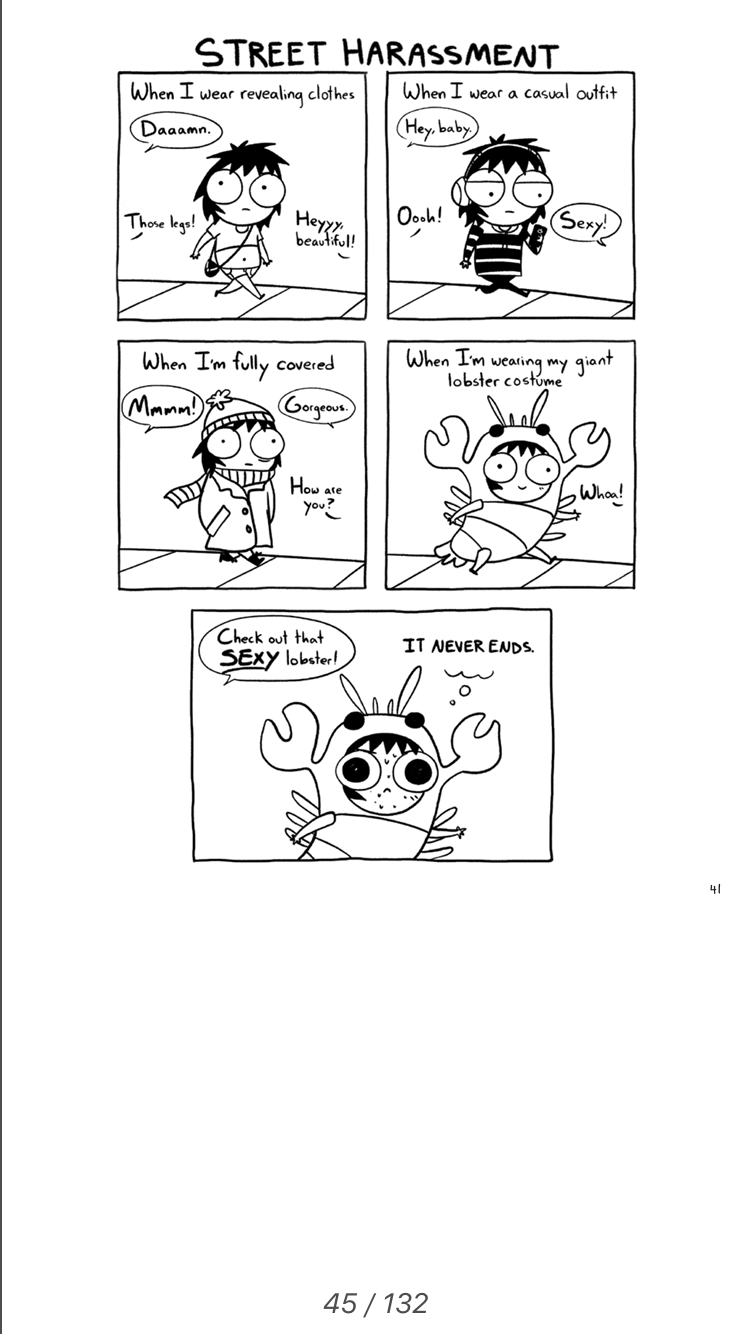 STREET HARASSMENT
When I wear revealing clothes
Daaamn.
Those legs!
Heyyy,
beautiful!
When I wear a casual outfit
Hey, baby.
Oooh!
Sexy!
When I'm fully covered
Mmmm!
Gorgeous.
How are
you?
When I'm wearing my giant
lobster costume
Whoa!
Check out that
SEXY lobster!
IT NEVER ENDS.
41
45 / 132